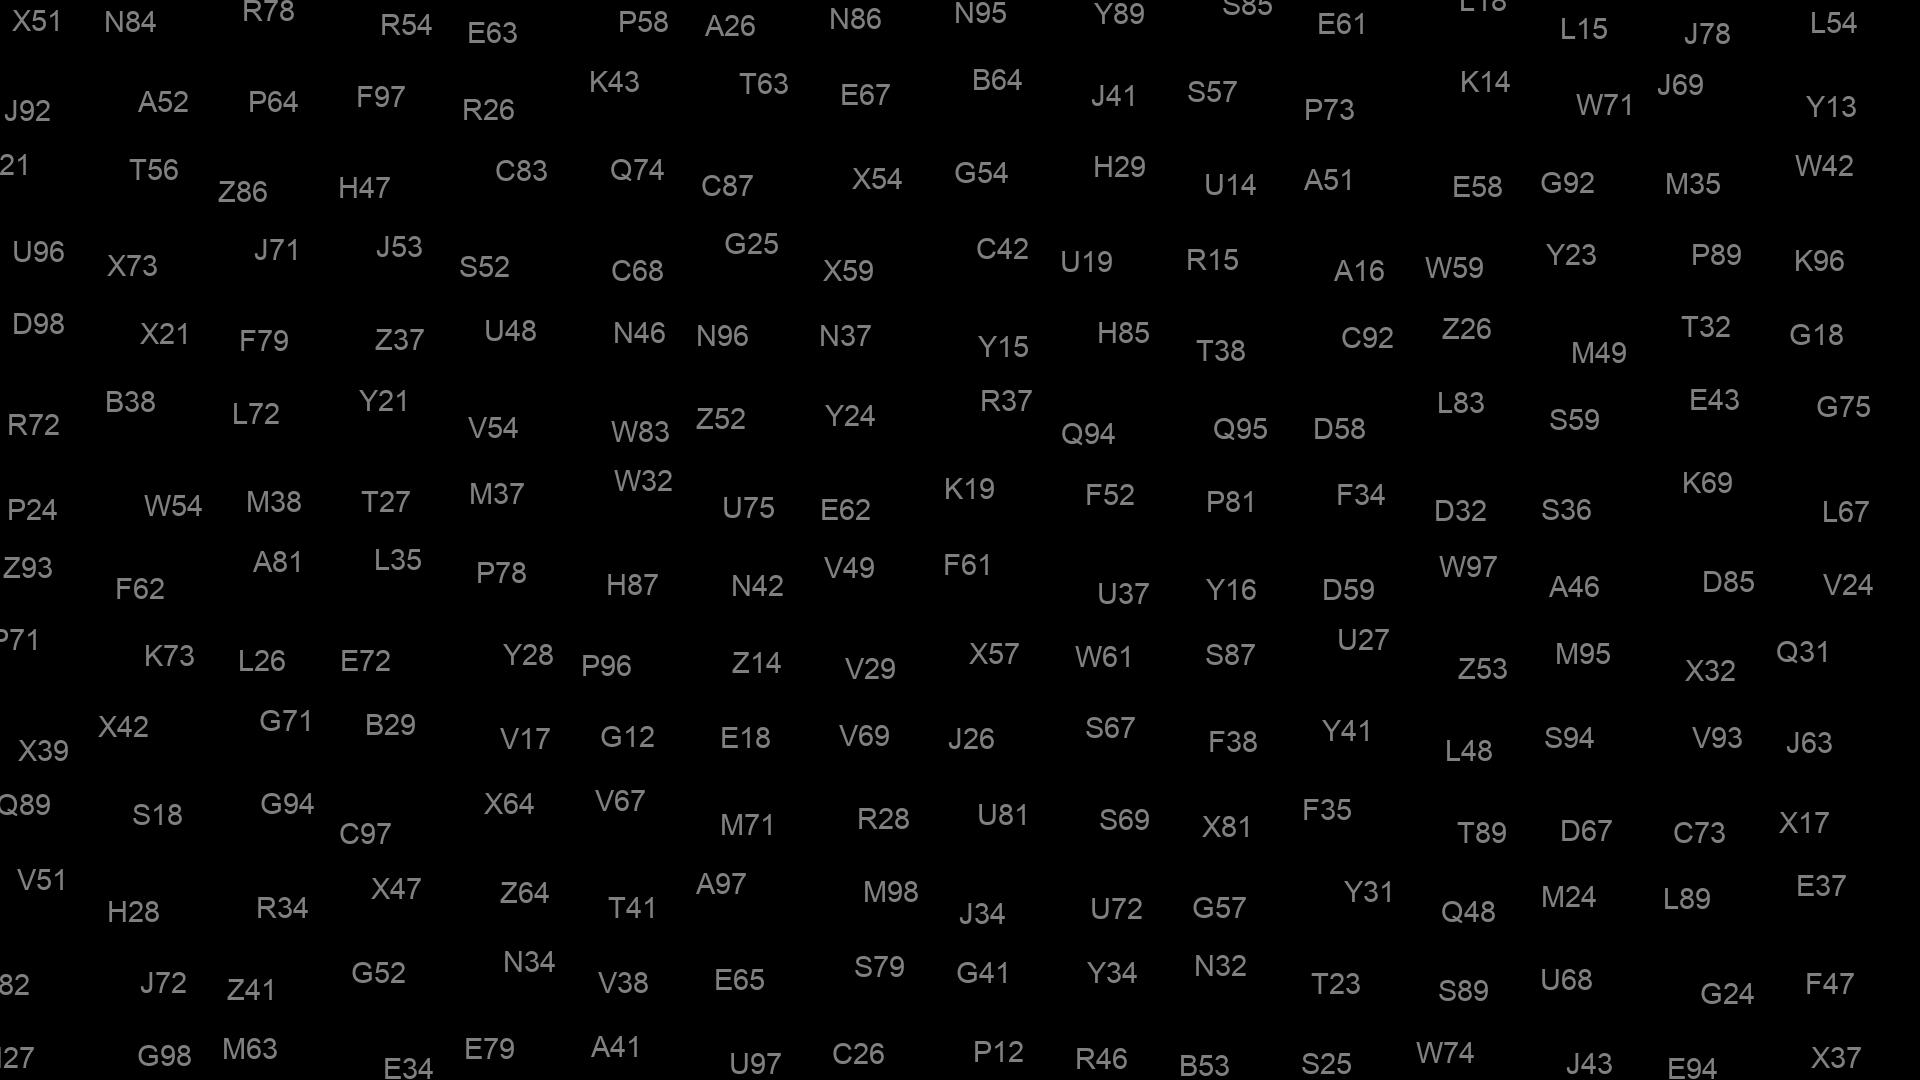 X51 N84 R78 R54 E63 P58 A26 N86 N95 Y89 S85 E61 L18 L15 J78 L54
J92 A52 P64 F97 R26 K43 T63 E67 B64 J41 S57 P73 K14 W71 J69 Y13
21 T56 Z86 H47 C83 Q74 C87 X54 G54 H29 U14 A51 E58 G92 M35 W42
U96 X73 J71 J53 S52 C68 G25 X59 C42 U19 R15 A16 W59 Y23 P89 K96
D98 X21 F79 Z37 U48 N46 N96 N37 Y15 H85 T38 C92 Z26 M49 T32 G18
R72 B38 L72 Y21 V54 W83 Z52 Y24 R37 Q94 Q95 D58 L83 S59 E43 G75
P24 W54 M38 T27 M37 W32 U75 E62 K19 F52 P81 F34 D32 S36 K69 L67
Z93 F62 A81 L35 P78 H87 N42 V49 F61 U37 Y16 D59 W97 A46 D85 V24
P71 K73 L26 E72 Y28 P96 Z14 V29 X57 W61 S87 U27 Z53 M95 X32 Q31
X39 X42 G71 B29 V17 G12 E18 V69 J26 S67 F38 Y41 L48 S94 V93 J63
Q89 S18 G94 C97 X64 V67 M71 R28 U81 S69 X81 F35 T89 D67 C73 X17
V51 H28 R34 X47 Z64 T41 A97 M98 J34 U72 G57 Y31 Q48 M24 L89 E37
82 J72 Z41 G52 N34 V38 E65 S79 G41 Y34 N32 T23 S89 U68 G24 F47
27 G98 M63 E34 E79 A41 U97 C26 P12 R46 B53 S25 W74 J43 E94 X37